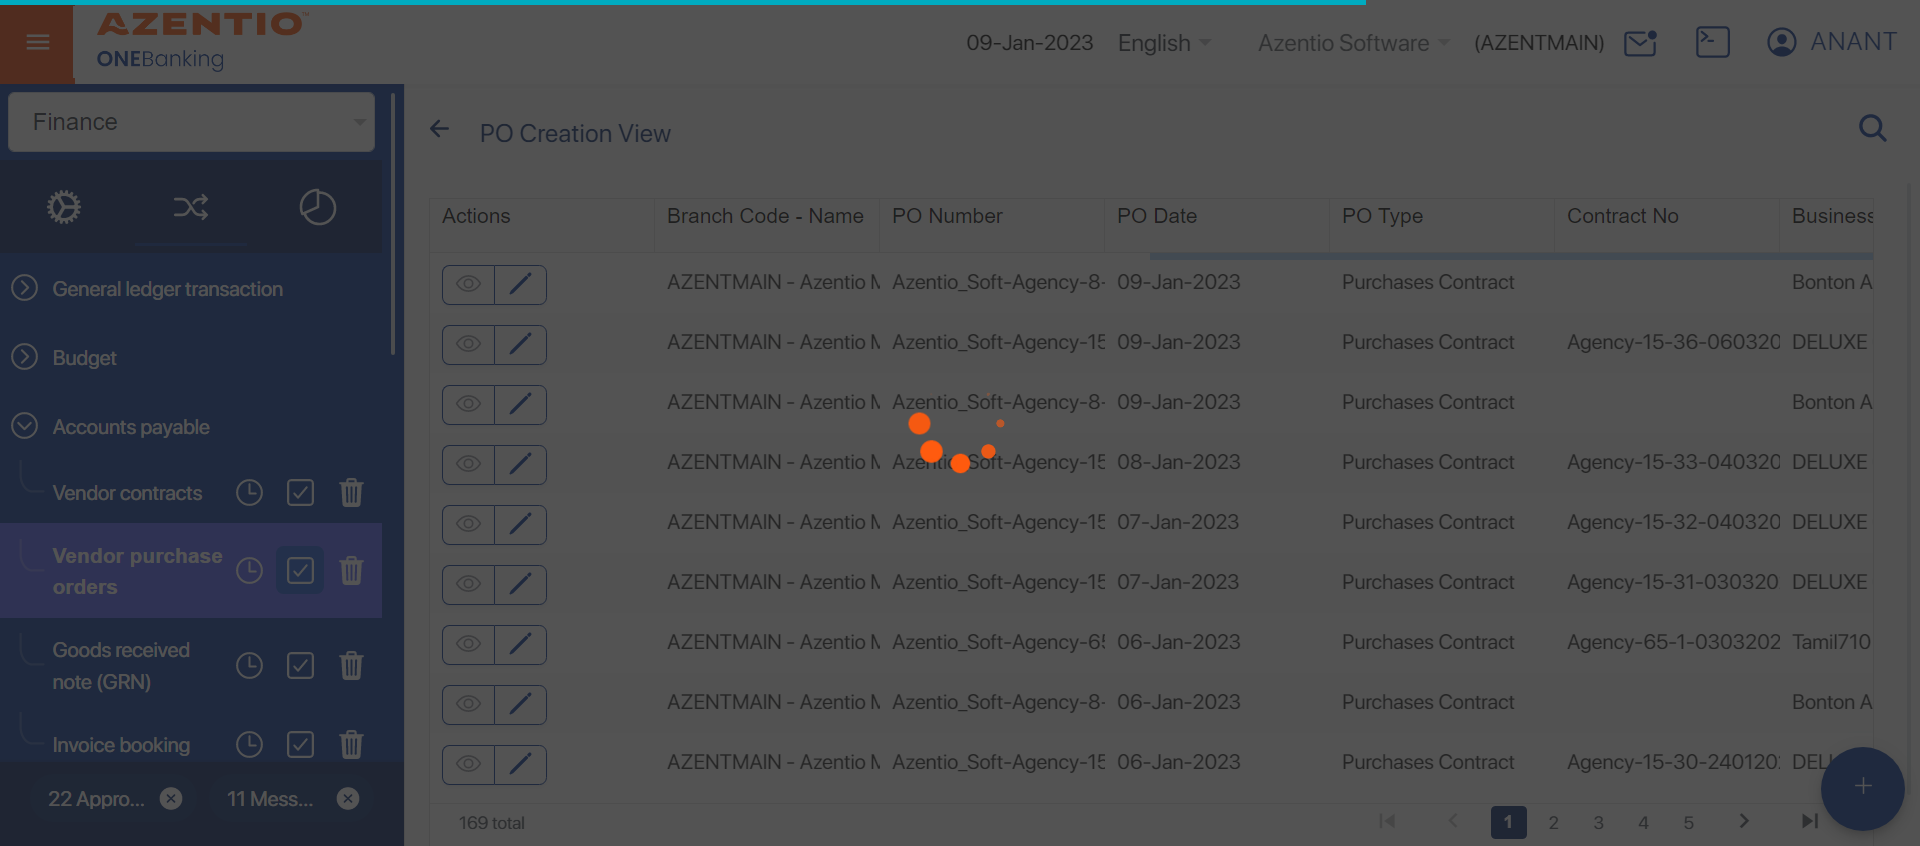 AZENTIO
ONEBanking
09-Jan-2023
English
Azentio Software
(AZENTMAIN)
ANANT
Finance
General ledger transaction
Budget
Accounts payable
Vendor contracts
Vendor purchase
orders
Goods received
note (GRN)
Invoice booking
22 Appro...
11 Mess...
PO Creation View
Actions Branch Code - Name PO Number PO Date PO Type Contract No Business
AZENTMAIN - Azentio Azentio_Soft-Agency-8- 09-Jan-2023 Purchases Contract Bonton A
AZENTMAIN - Azentio Azentio_Soft-Agency-15 09-Jan-2023 Purchases Contract Agency-15-36-060320 DELUXE
AZENTMAIN - Azentio Azentio_Soft-Agency-8- 09-Jan-2023 Purchases Contract Bonton A
AZENTMAIN - Azentio Azentio_Soft-Agency-15 08-Jan-2023 Purchases Contract Agency-15-33-040320 DELUXE
AZENTMAIN - Azentio Azentio_Soft-Agency-15 07-Jan-2023 Purchases Contract Agency-15-32-040320 DELUXE
AZENTMAIN - Azentio Azentio_Soft-Agency-15 07-Jan-2023 Purchases Contract Agency-15-31-030320 DELUXE
AZENTMAIN - Azentio Azentio_Soft-Agency-65 06-Jan-2023 Purchases Contract Agency-65-1-0303202 Tamil710
AZENTMAIN - Azentio Azentio_Soft-Agency-8- 06-Jan-2023 Purchases Contract Bonton A
AZENTMAIN - Azentio Azentio_Soft-Agency-15 06-Jan-2023 Purchases Contract Agency-15-30-240120 DEL
169 total
1 2 3 4 5